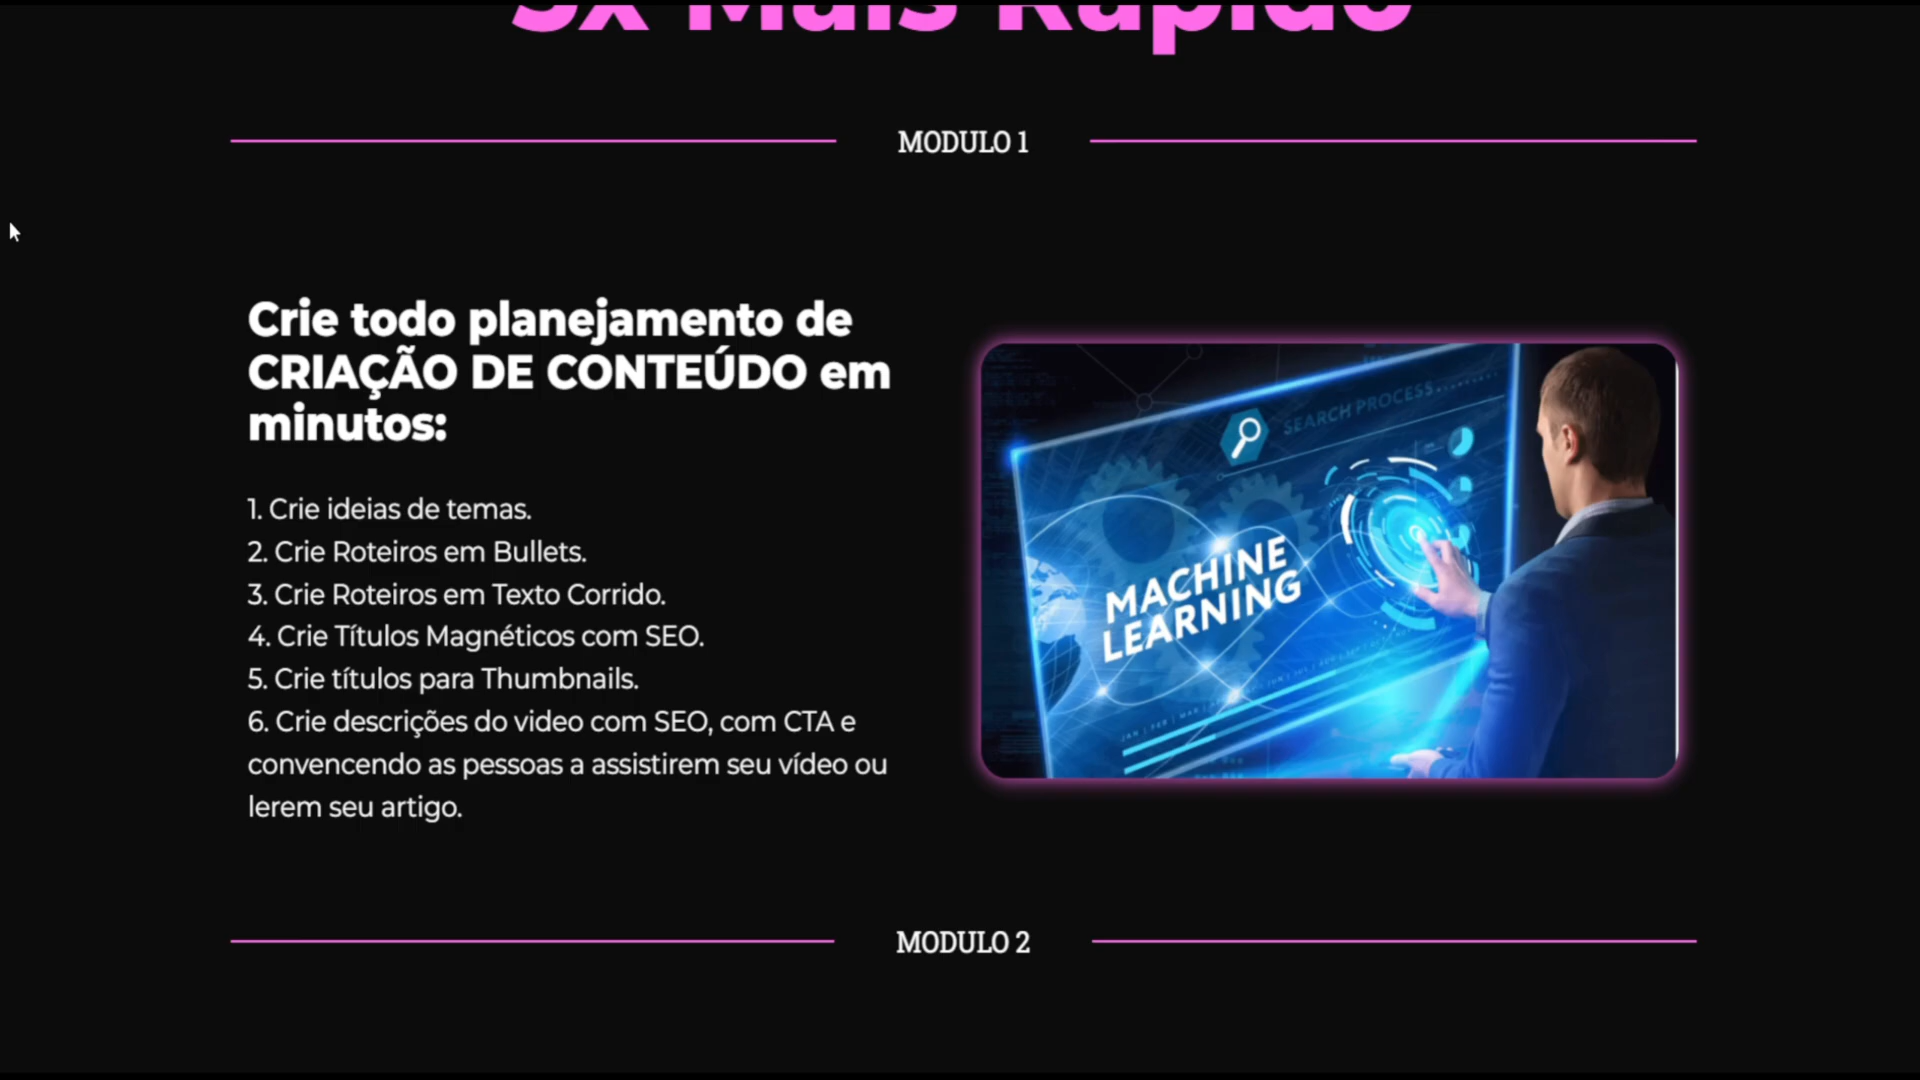 Mais Rápido
MODULO 1
Crie todo planejamento de
CRIAÇÃO DE CONTEÚDO em
minutos:
1. Crie ideias de temas.
2. Crie Roteiros em Bullets.
3. Crie Roteiros em Texto Corrido.
4. Crie Títulos Magnéticos com SEO.
5. Crie títulos para Thumbnails.
6. Crie descrições do video com SEO, com CTA e
convencendo as pessoas a assistirem seu vídeo ou
lerem seu artigo.
SEARCH PROCESS
MACHINE
LEARNING
MODULO 2